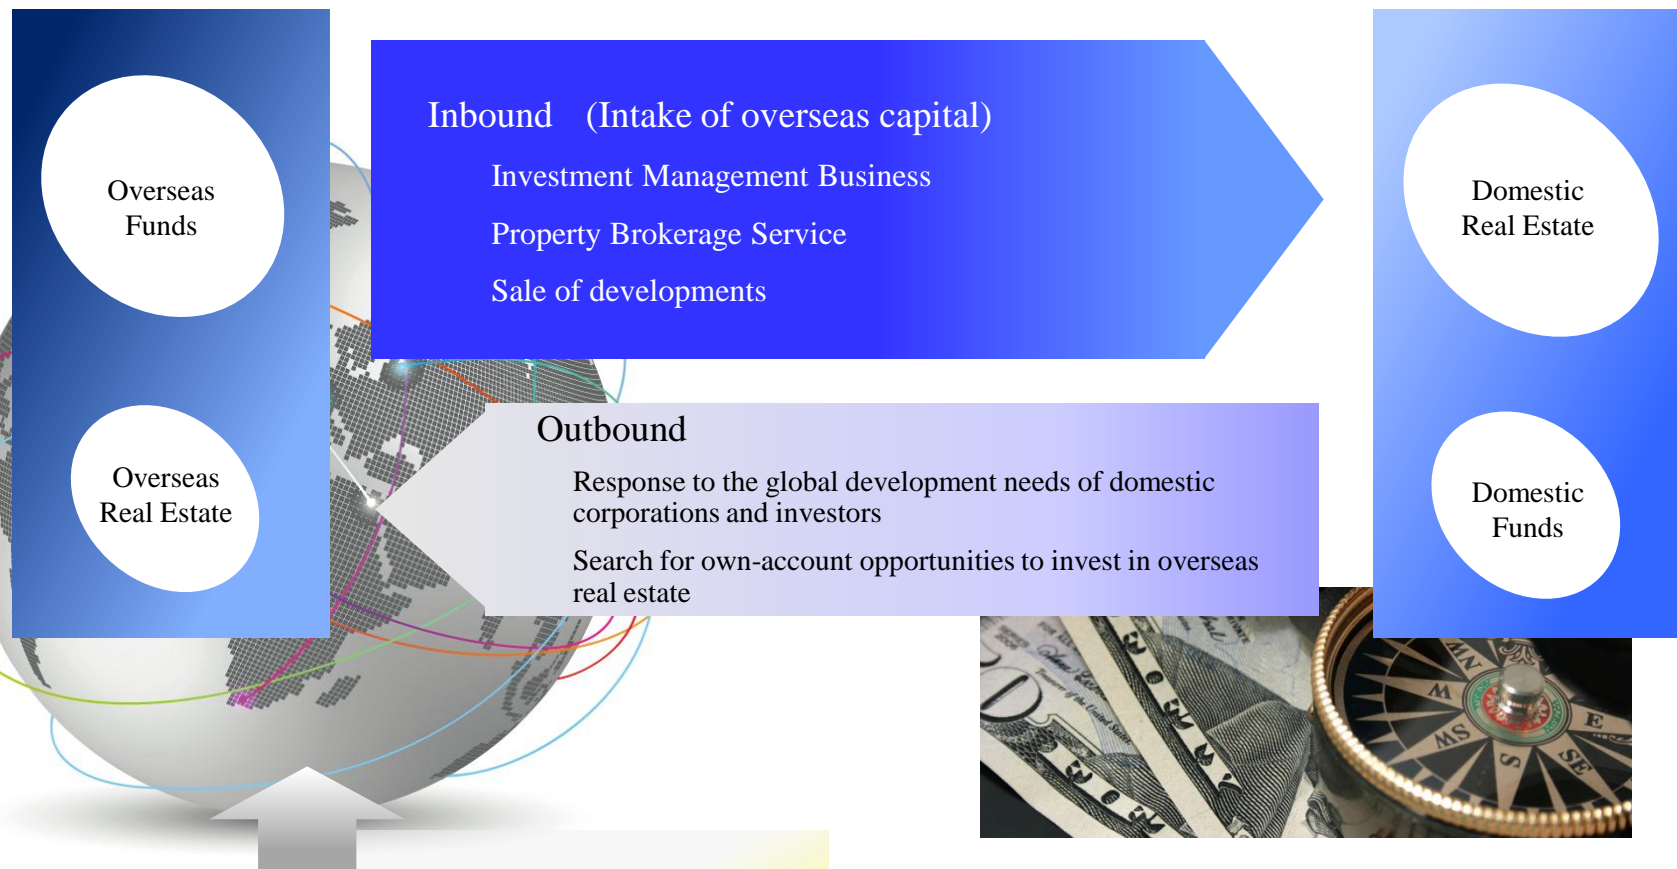 Overseas
Funds
Inbound (Intake of overseas capital)
Investment Management Business
Property Brokerage Service
Sale of developments
Domestic
Real Estate
Overseas
Real Estate
Outbound
Response to the global development needs of domestic
corporations and investors
Search for own-account opportunities to invest in overseas
real estate
Domestic
Funds
W
SW
S
SE
E